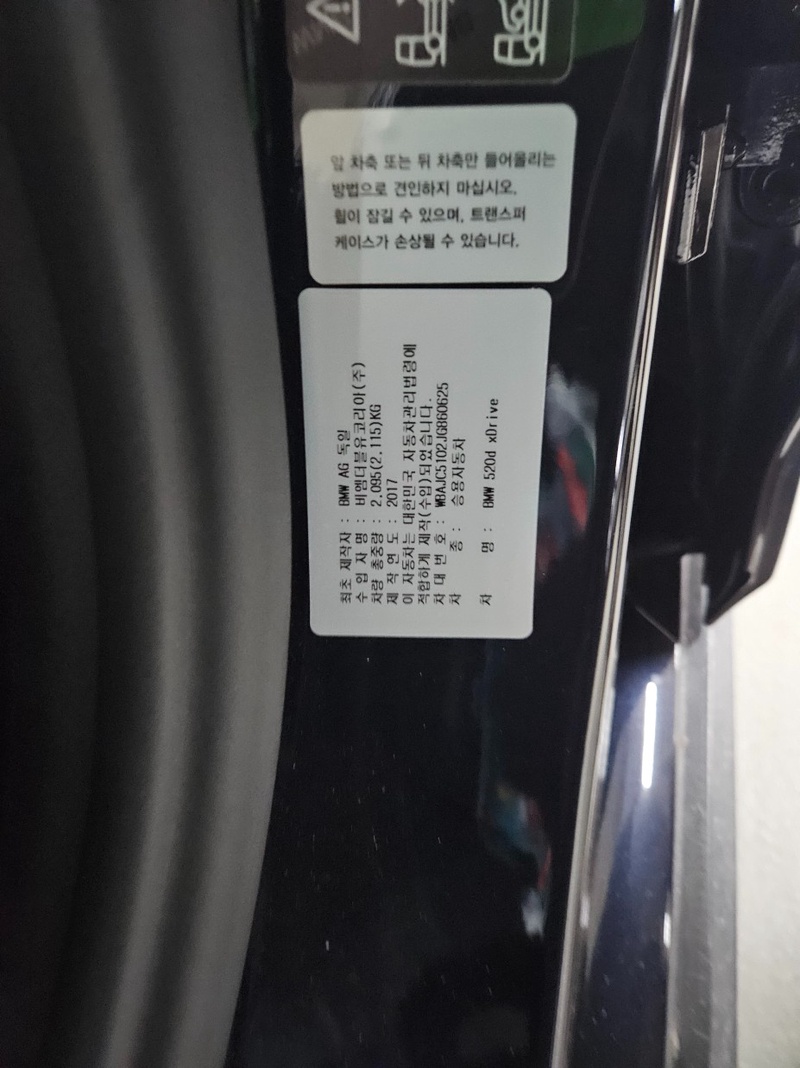 앞 차축 또는 뒤 차축만 들어올리는
방법으로 견인하지 마십시오.
휠이 잠길 수 있으며, 트랜스퍼
케이스가 손상될 수 있습니다.
최초 제작자 : BMW AG 독일
수 입 자 명 : 비엠더블유코리아(주)
차량 총중량 : 2,095(2,115)KG
제 작 연 도 : 2017
이 자동차는 대한민국 자동차관리법령에
적합하게 제작(수입)되었습니다.
차 대 번 호 : WBAJC5102JGB60625
차 종 : 승용자동차
차 명 : BMW 520d xDrive